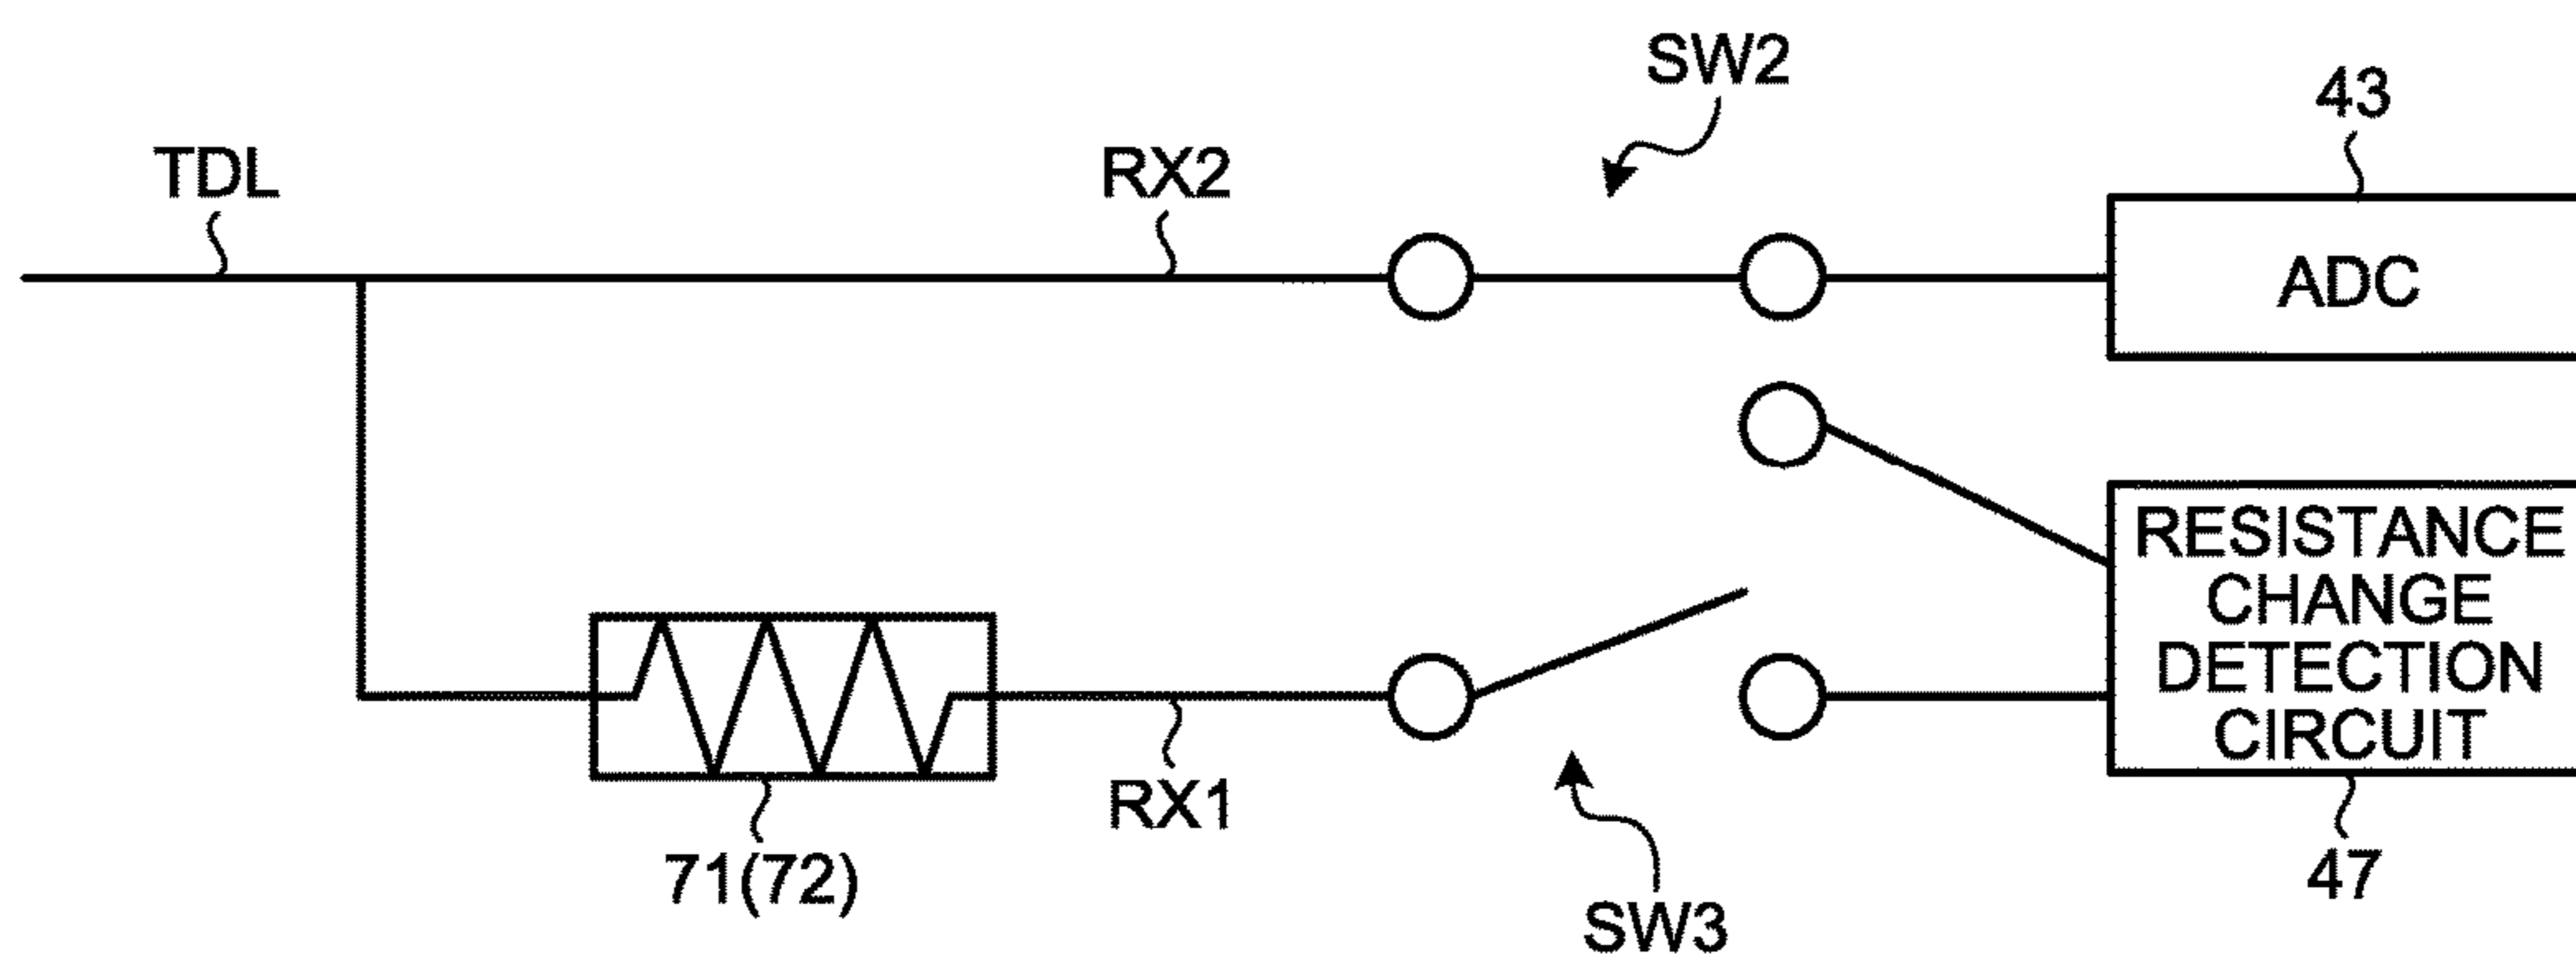 SW2
43
TDL
RX2
ADC
RESISTANCE
CHANGE
DETECTION
CIRCUIT
RX1
71(72)
47
SW3